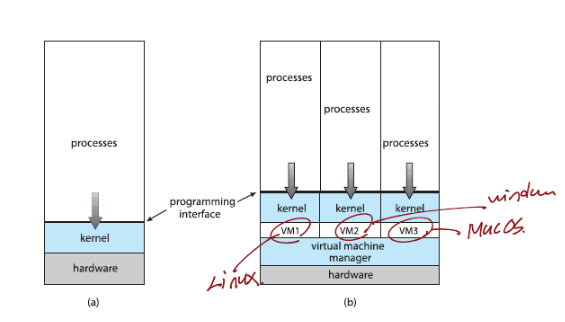 processes
programming
interface
kernel
hardware
(a)
processes
processes
processes
kernel kernel kernel
VM1 VM2 VM3
virtual machine
manager
hardware
(b)
Linux.
MacOS.